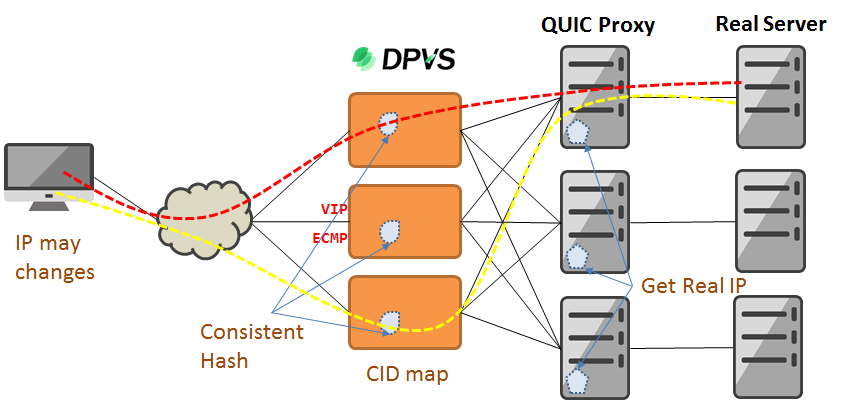 QUIC Proxy
Real Server
DPVS
VIP
ECMP
IP may
changes
Get Real IP
Consistent
Hash
CID map